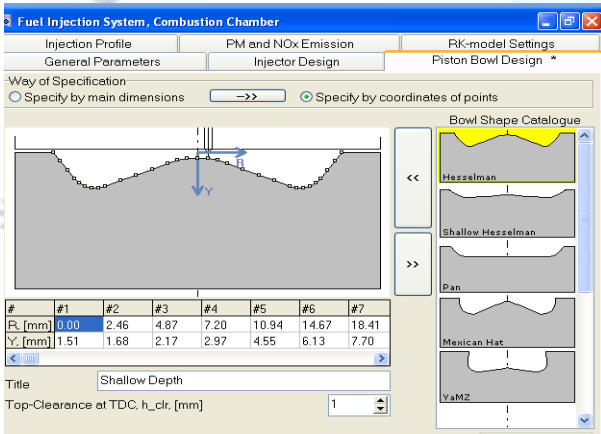 Fuel Injection System, Combustion Chamber
Injection Profile PM and NOx Emission RK-model Settings
General Parameters Injector Design Piston Bowl Design *
Way of Specification
Specify by main dimensions -->> Specify by coordinates of points
Bowl Shape Catalogue
R
Y
<<
>>
Hesselman
Shallow Hesselman
Pan
Mexican Hat
YaMZ
# #1 #2 #3 #4 #5 #6 #7
R, [mm] 0.00 2.46 4.87 7.20 10.94 14.67 18.41
Y, [mm] 1.51 1.68 2.17 2.97 4.55 6.13 7.70
Title Shallow Depth
Top-Clearance at TDC, h_clr, [mm] 1